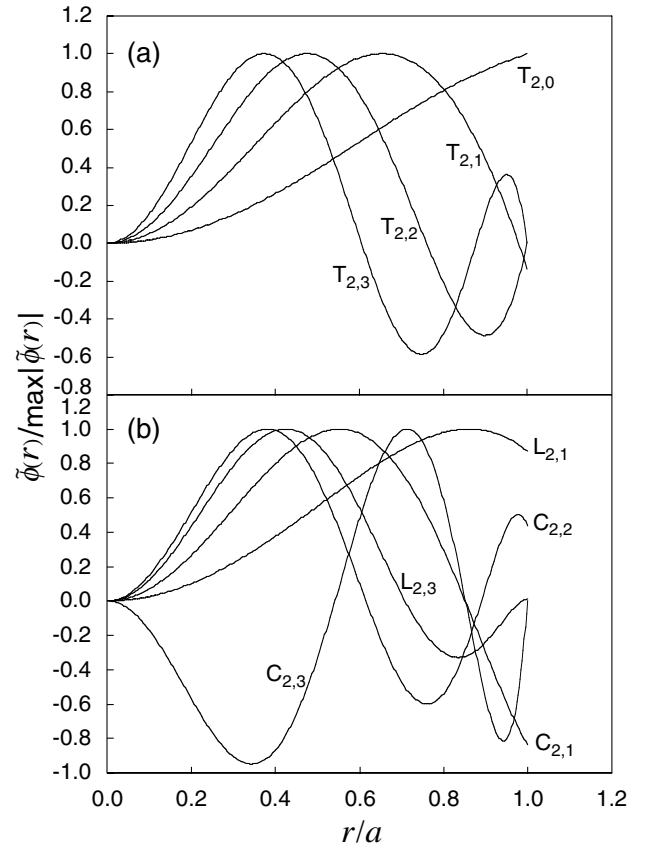 1.2
(a)
1.0
T2,0
0.8
0.6
T2,1
0.4
0.2
T2,2
0.0
T2,3
-0.2
-0.4
-0.6
-0.8
ϕ̃(r)/max|ϕ̃(r)|
1.2
(b)
1.0
L2,1
0.8
0.6
C2,2
0.4
L2,3
0.2
0.0
-0.2
C2,3
-0.4
-0.6
-0.8
C2,1
-1.0
0.0 0.2 0.4 0.6 0.8 1.0 1.2
r/a